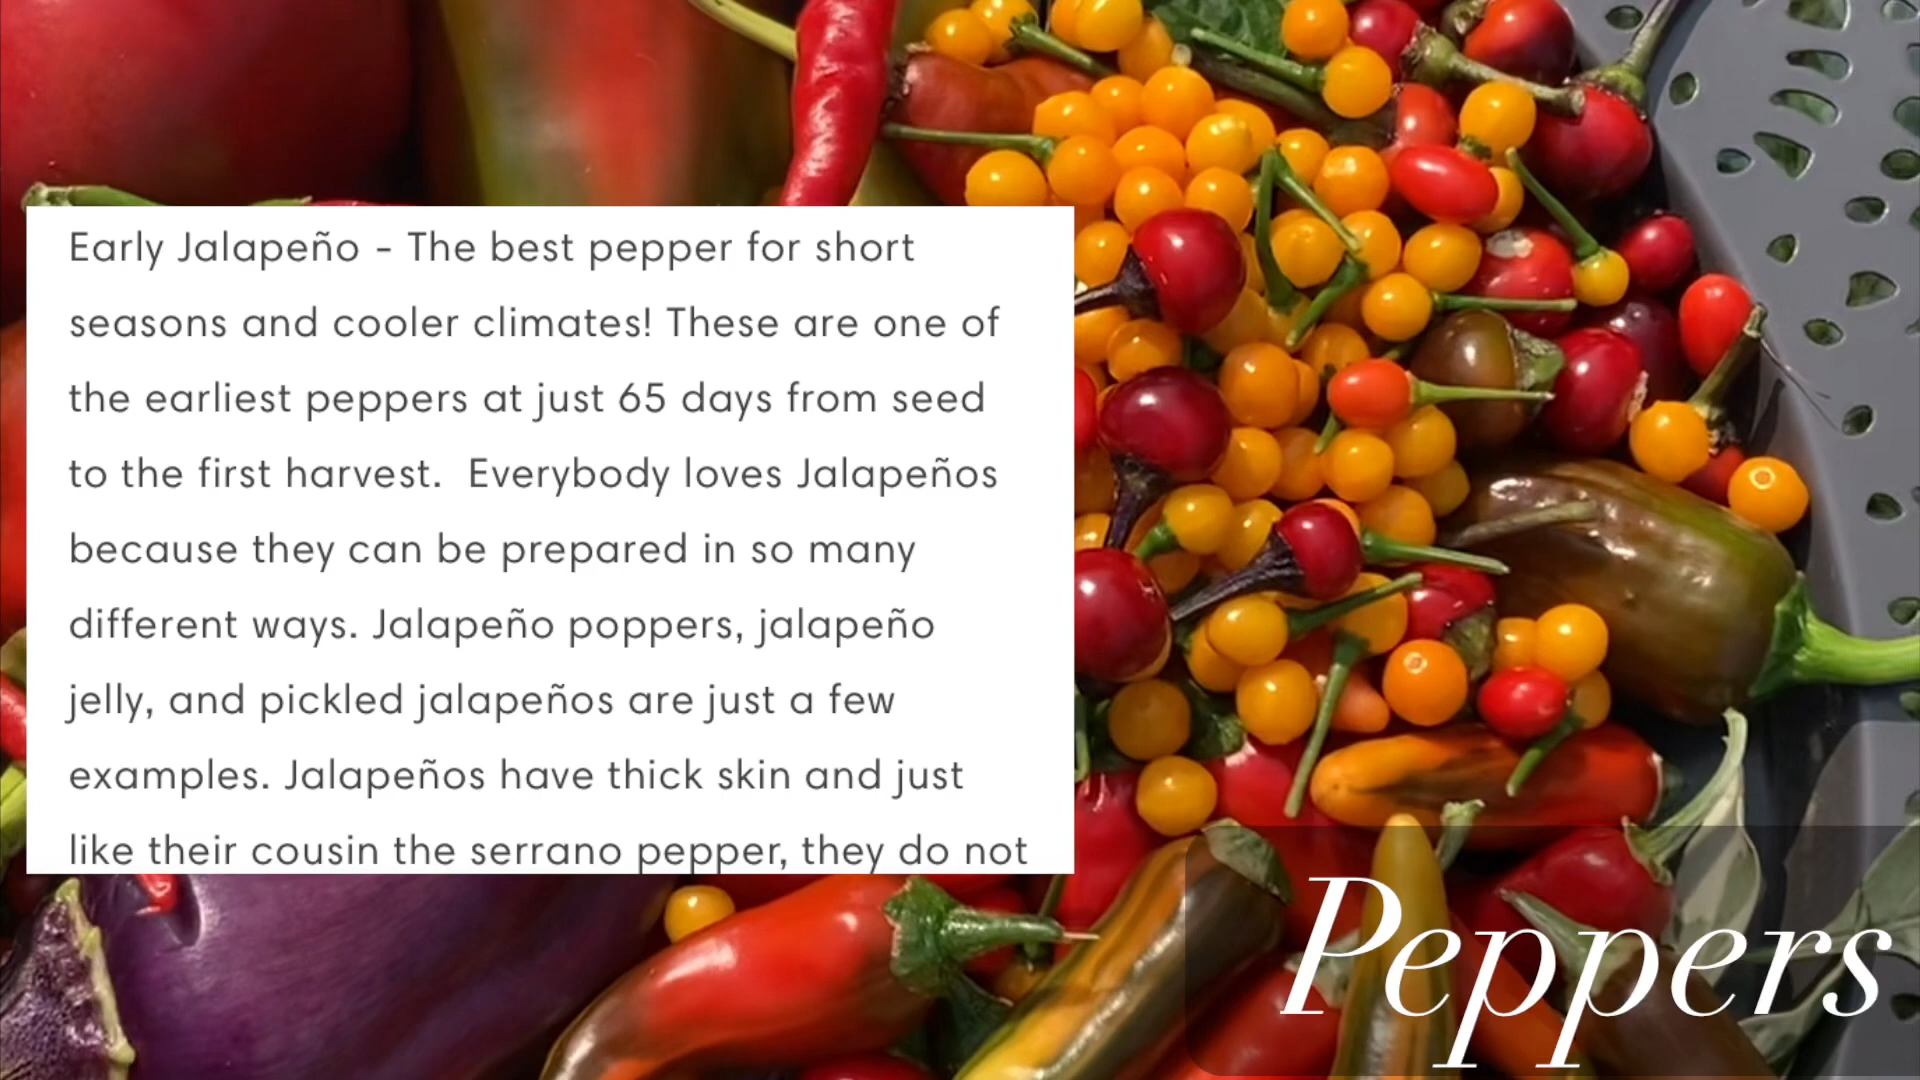 Early Jalapeño - The best pepper for short
seasons and cooler climates! These are one of
the earliest peppers at just 65 days from seed
to the first harvest.  Everybody loves Jalapeños
because they can be prepared in so many
different ways. Jalapeño poppers, jalapeño
jelly, and pickled jalapeños are just a few
examples. Jalapeños have thick skin and just
like their cousin the serrano pepper, they do not
Peppers